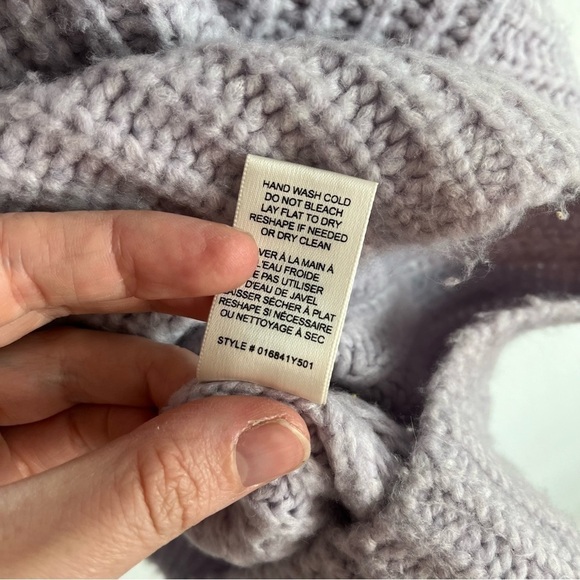 HAND WASH COLD
DO NOT BLEACH
LAY FLAT TO DRY
RESHAPE IF NEEDED
OR DRY CLEAN
VER À LA MAIN À
L'EAU FROIDE
PAS UTILISER
D'EAU DE JAVEL
SÉCHER À PLAT
RESHAPE SI NÉCESSAIRE
OU NETTOYAGE À SEC
STYLE # 016841Y501